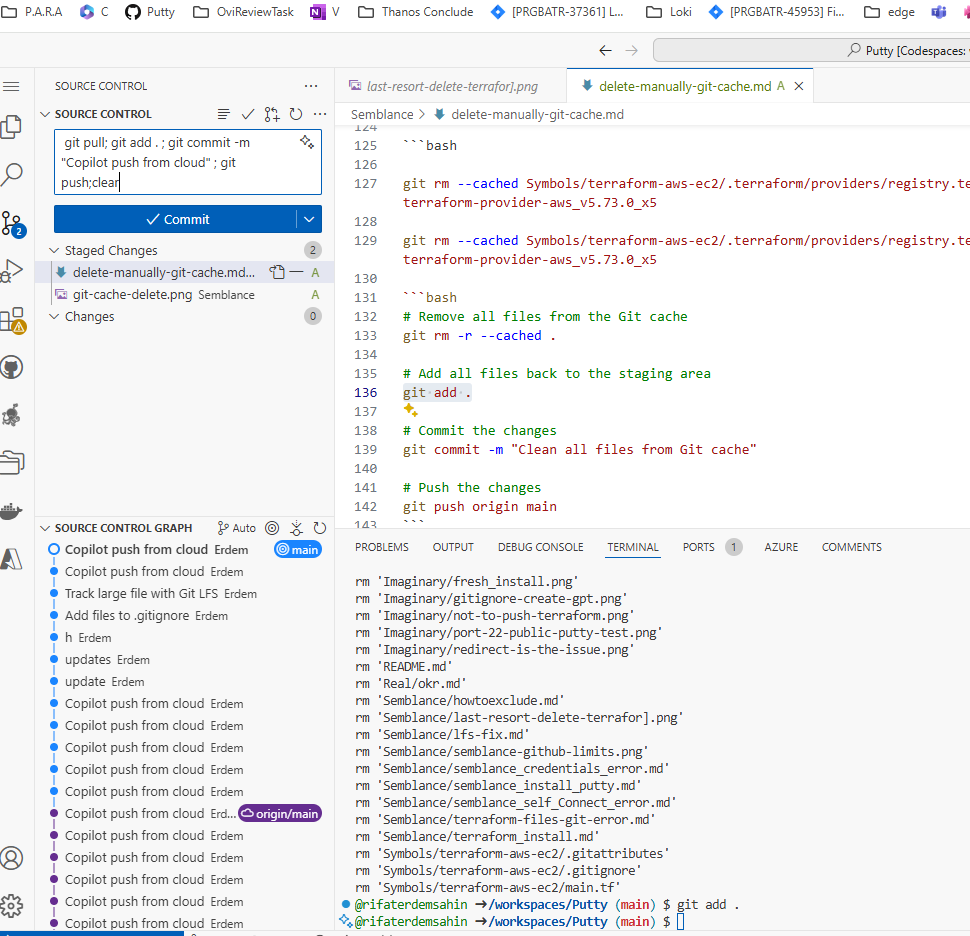 P.A.R.A
C
Putty
OviReviewTask
V
Thanos Conclude
[PRGBATR-37361] L...
Loki
[PRGBATR-45953] Fi...
edge
Putty [Codespaces:
SOURCE CONTROL
SOURCE CONTROL
git pull; git add . ; git commit -m
"Copilot push from cloud" ; git
push;clear
Commit
Staged Changes 2
delete-manually-git-cache.md... A
git-cache-delete.png Semblance A
Changes 0
2
SOURCE CONTROL GRAPH Auto
Copilot push from cloud Erdem main
Copilot push from cloud Erdem
Track large file with Git LFS Erdem
Add files to .gitignore Erdem
h Erdem
updates Erdem
update Erdem
Copilot push from cloud Erdem
Copilot push from cloud Erdem
Copilot push from cloud Erdem
Copilot push from cloud Erdem
Copilot push from cloud Erdem
Copilot push from cloud Erd... origin/main
Copilot push from cloud Erdem
Copilot push from cloud Erdem
Copilot push from cloud Erdem
Copilot push from cloud Erdem
Copilot push from cloud Erdem
last-resort-delete-terrafor].png
delete-manually-git-cache.md A
Semblance > delete-manually-git-cache.md
124
125 ```bash
126
127 git rm --cached Symbols/terraform-aws-ec2/.terraform/providers/registry.te
terraform-provider-aws_v5.73.0_x5
128
129 git rm --cached Symbols/terraform-aws-ec2/.terraform/providers/registry.te
terraform-provider-aws_v5.73.0_x5
130
131 ```bash
132 # Remove all files from the Git cache
133 git rm -r --cached .
134
135 # Add all files back to the staging area
136 git add .
137
138 # Commit the changes
139 git commit -m "Clean all files from Git cache"
140
141 # Push the changes
142 git push origin main
143 ```
PROBLEMS OUTPUT DEBUG CONSOLE TERMINAL PORTS 1 AZURE COMMENTS
rm 'Imaginary/fresh_install.png'
rm 'Imaginary/gitignore-create-gpt.png'
rm 'Imaginary/not-to-push-terraform.png'
rm 'Imaginary/port-22-public-putty-test.png'
rm 'Imaginary/redirect-is-the-issue.png'
rm 'README.md'
rm 'Real/okr.md'
rm 'Semblance/howtoexclude.md'
rm 'Semblance/last-resort-delete-terrafor].png'
rm 'Semblance/lfs-fix.md'
rm 'Semblance/semblance-github-limits.png'
rm 'Semblance/semblance_credentials_error.md'
rm 'Semblance/semblance_install_putty.md'
rm 'Semblance/semblance_self_Connect_error.md'
rm 'Semblance/terraform-files-git-error.md'
rm 'Semblance/terraform_install.md'
rm 'Symbols/terraform-aws-ec2/.gitattributes'
rm 'Symbols/terraform-aws-ec2/.gitignore'
rm 'Symbols/terraform-aws-ec2/main.tf'
@rifaterdemsahin ➜/workspaces/Putty (main) $ git add .
@rifaterdemsahin ➜/workspaces/Putty (main) $